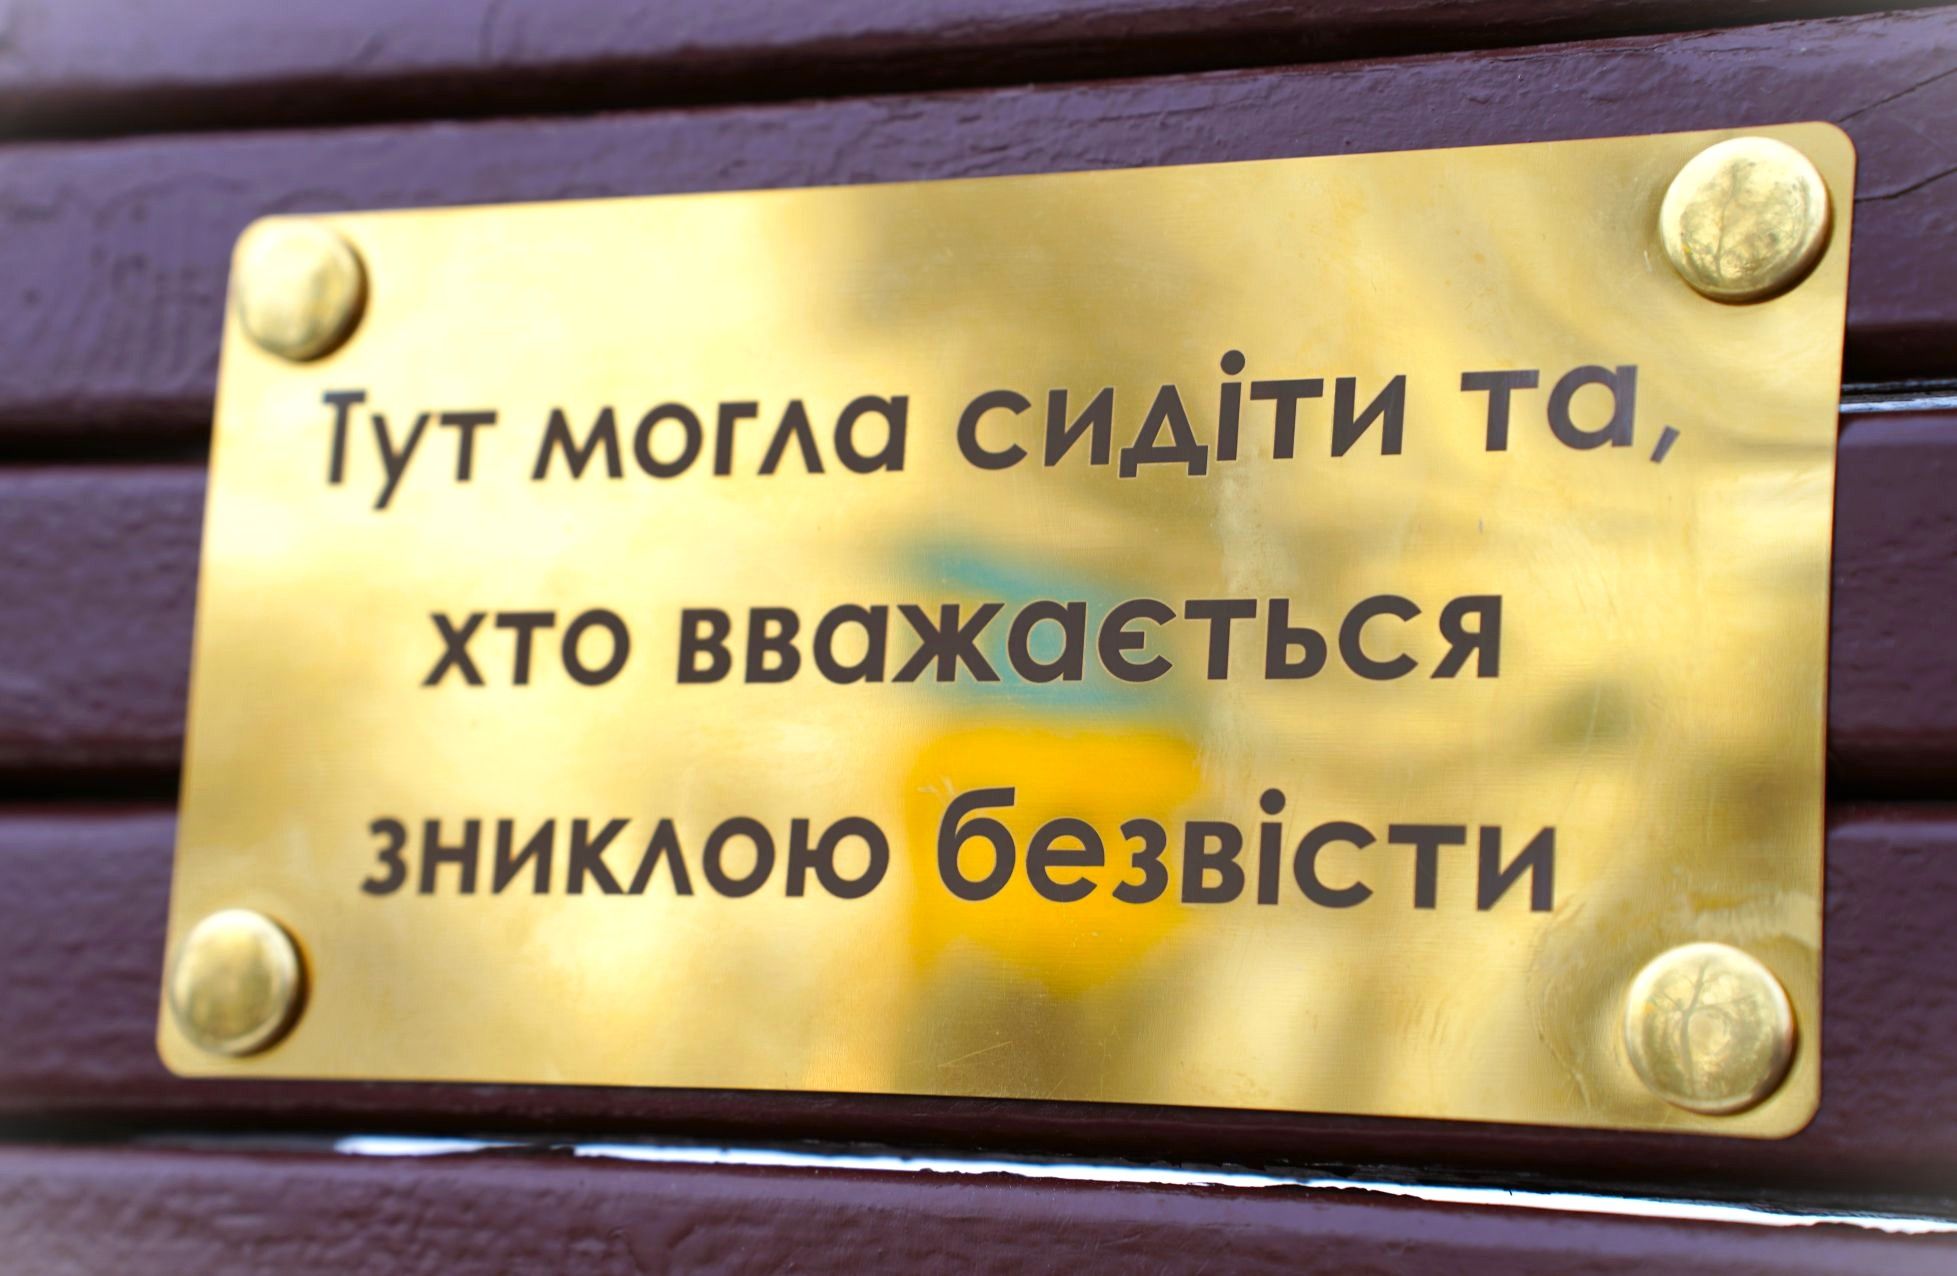 Тут могла сидіти та,
хто вважається
зниклою безвісти